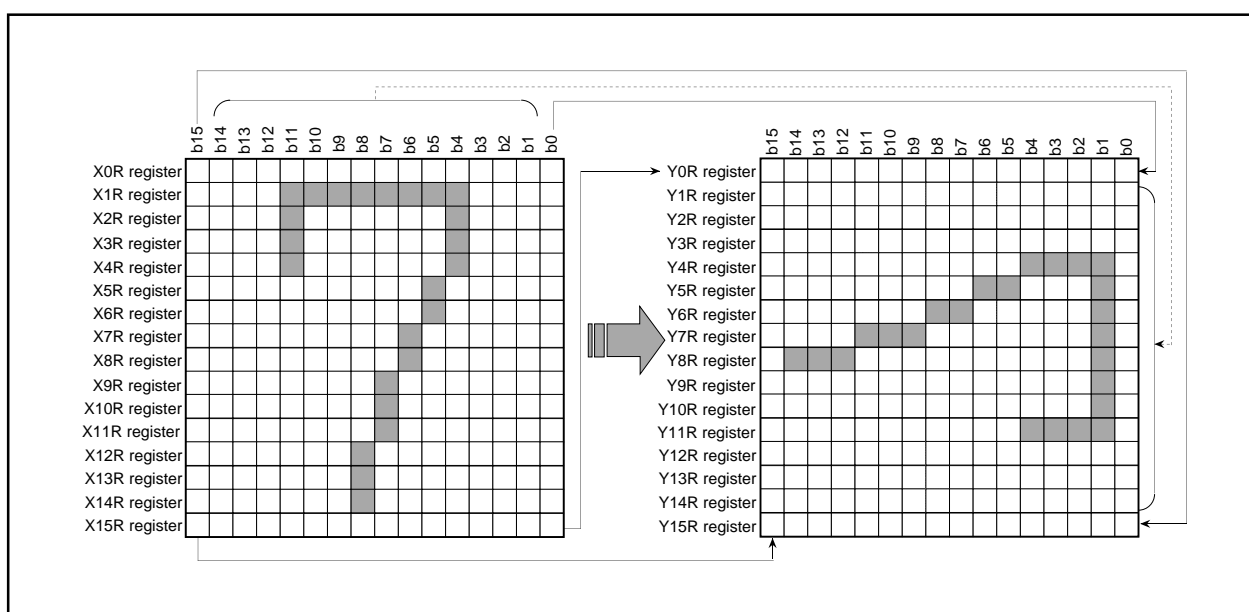 b15 b14 b13 b12 b11 b10 b9 b8 b7 b6 b5 b4 b3 b2 b1 b0
X0R register
X1R register
X2R register
X3R register
X4R register
X5R register
X6R register
X7R register
X8R register
X9R register
X10R register
X11R register
X12R register
X13R register
X14R register
X15R register
b15 b14 b13 b12 b11 b10 b9 b8 b7 b6 b5 b4 b3 b2 b1 b0
Y0R register
Y1R register
Y2R register
Y3R register
Y4R register
Y5R register
Y6R register
Y7R register
Y8R register
Y9R register
Y10R register
Y11R register
Y12R register
Y13R register
Y14R register
Y15R register